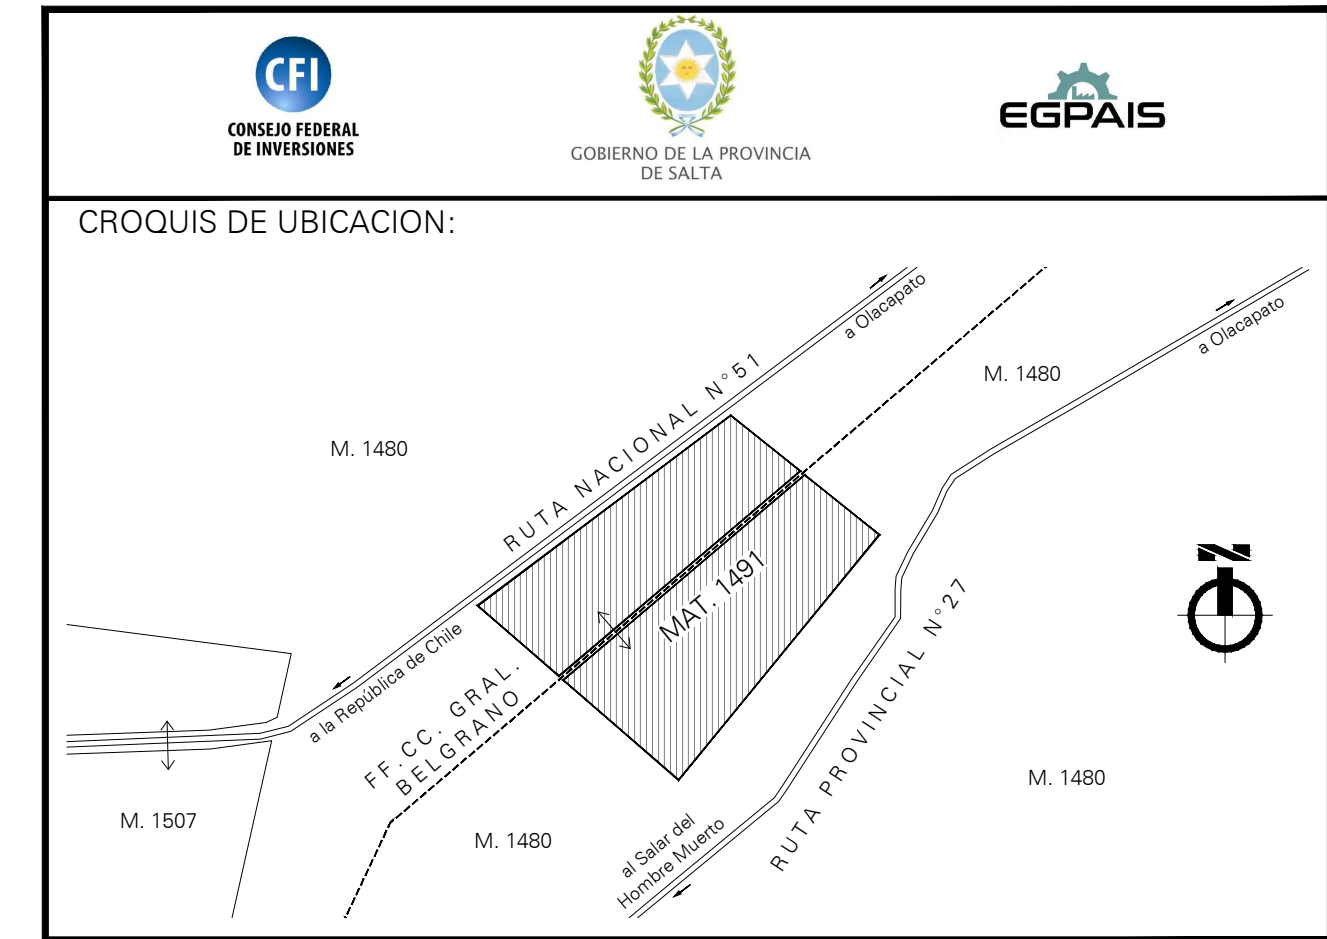 CFI
CONSEJO FEDERAL
DE INVERSIONES
GOBIERNO DE LA PROVINCIA
DE SALTA
EGPAIS
CROQUIS DE UBICACION:
a Olacapato
a Olacapato
RUTA NACIONAL N°51
M. 1480
M. 1480
MAT. 1491
N
RUTA PROVINCIAL N°27
a la República de Chile
FF.CC. GRAL.
BELGRANO
M. 1507
M. 1480
M. 1480
al Salar del
Hombre Muerto